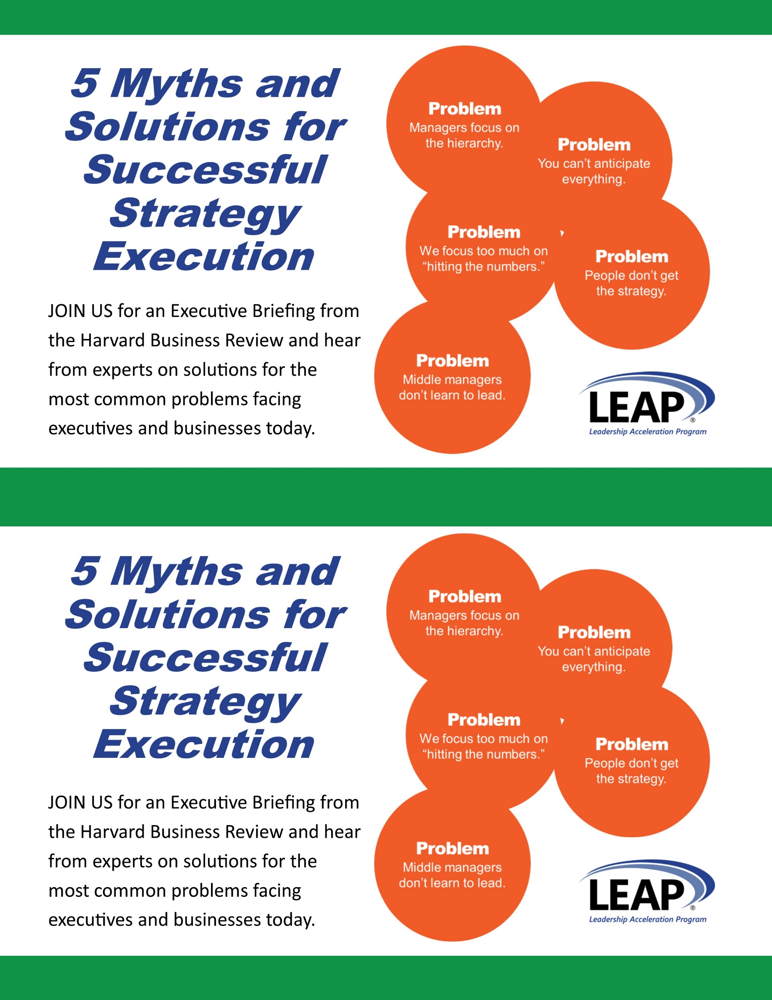 5 Myths and
Solutions for
Successful
Strategy
Execution
JOIN US for an Executive Briefing from
the Harvard Business Review and hear
from experts on solutions for the
most common problems facing
executives and businesses today.
Problem
Managers focus on
the hierarchy.
Problem
You can’t anticipate
everything.
Problem
We focus too much on
“hitting the numbers.”
Problem
People don’t get
the strategy.
Problem
Middle managers
don’t learn to lead.
LEAP®
Leadership Acceleration Program
5 Myths and
Solutions for
Successful
Strategy
Execution
JOIN US for an Executive Briefing from
the Harvard Business Review and hear
from experts on solutions for the
most common problems facing
executives and businesses today.
Problem
Managers focus on
the hierarchy.
Problem
You can’t anticipate
everything.
Problem
We focus too much on
“hitting the numbers.”
Problem
People don’t get
the strategy.
Problem
Middle managers
don’t learn to lead.
LEAP®
Leadership Acceleration Program